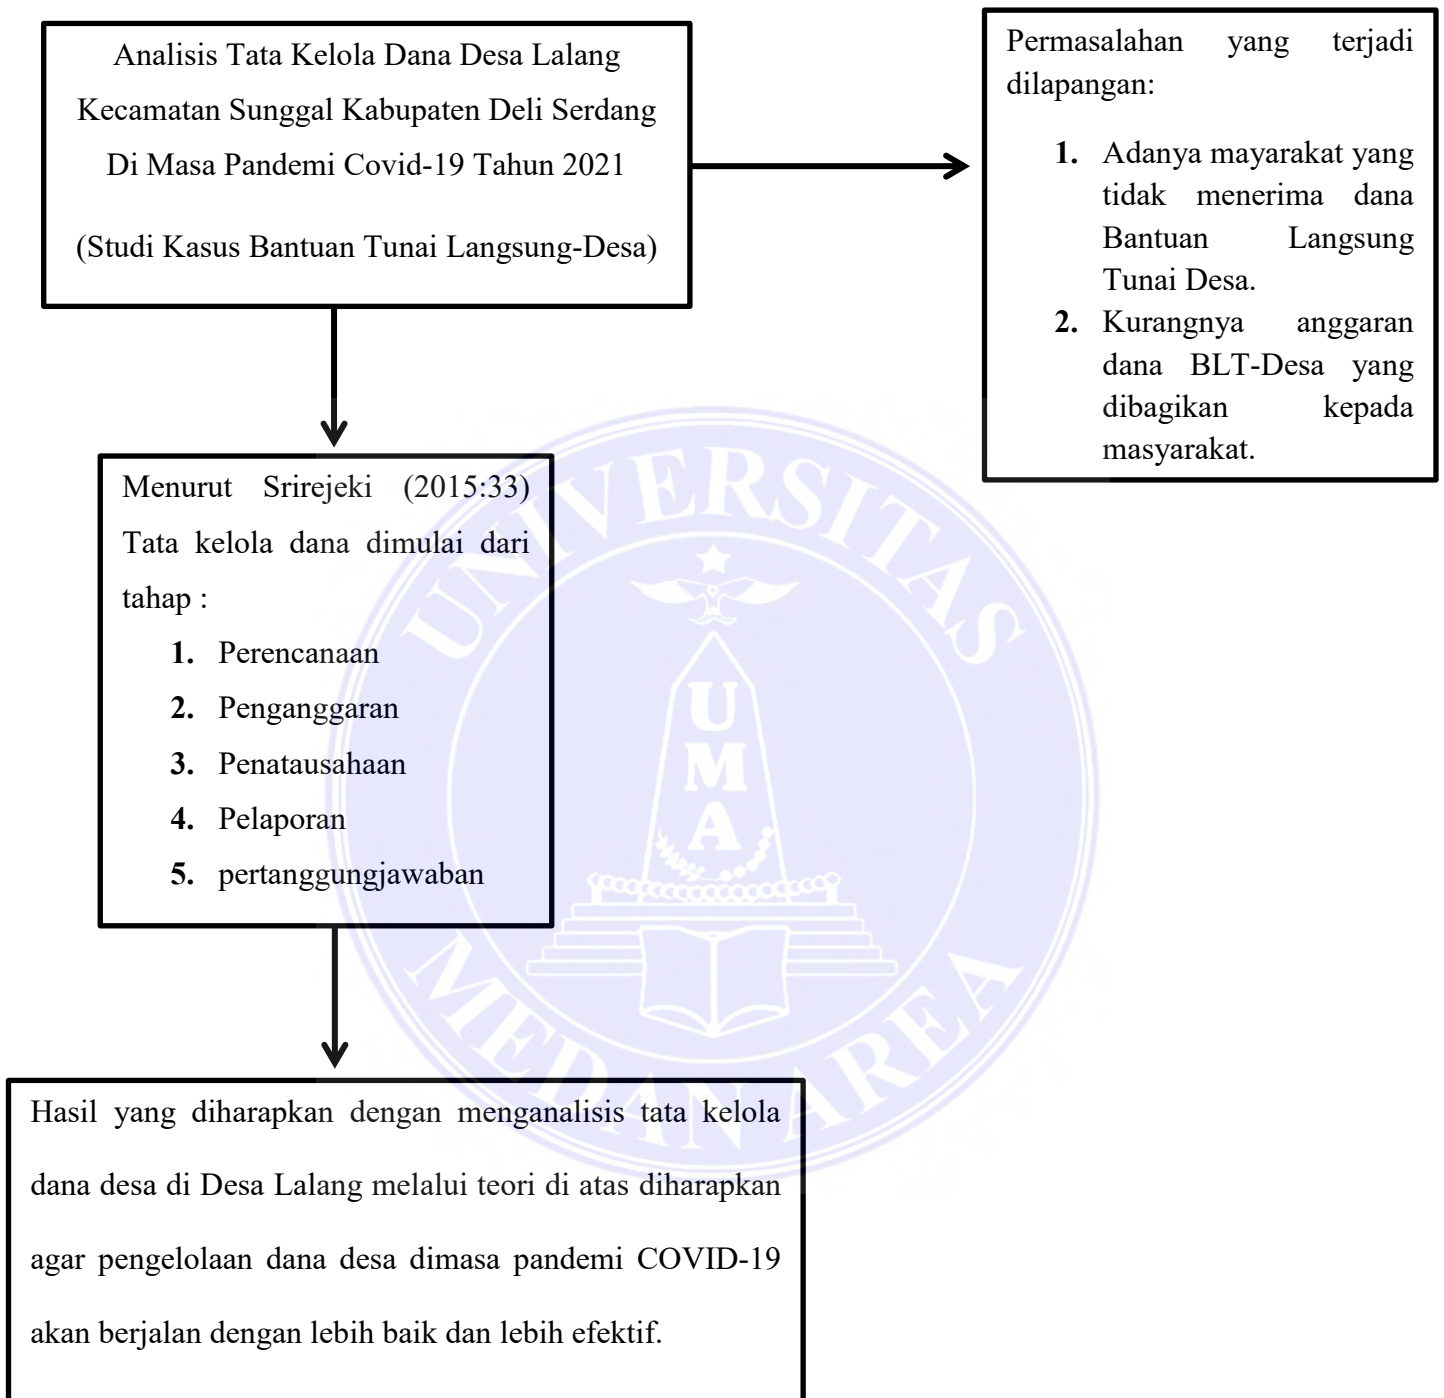 Analisis Tata Kelola Dana Desa Lalang
Kecamatan Sunggal Kabupaten Deli Serdang
Di Masa Pandemi Covid-19 Tahun 2021
(Studi Kasus Bantuan Tunai Langsung-Desa)
Permasalahan yang terjadi
dilapangan:
1. Adanya mayarakat yang
tidak menerima dana
Bantuan Langsung
Tunai Desa.
2. Kurangnya anggaran
dana BLT-Desa yang
dibagikan kepada
masyarakat.
Menurut Srirejeki (2015:33)
Tata kelola dana dimulai dari
tahap :
1. Perencanaan
2. Penganggaran
3. Penatausahaan
4. Pelaporan
5. pertanggungjawaban
Hasil yang diharapkan dengan menganalisis tata kelola
dana desa di Desa Lalang melalui teori di atas diharapkan
agar pengelolaan dana desa dimasa pandemi COVID-19
akan berjalan dengan lebih baik dan lebih efektif.
UNIVERSITAS
UMA
MEDAN AREA